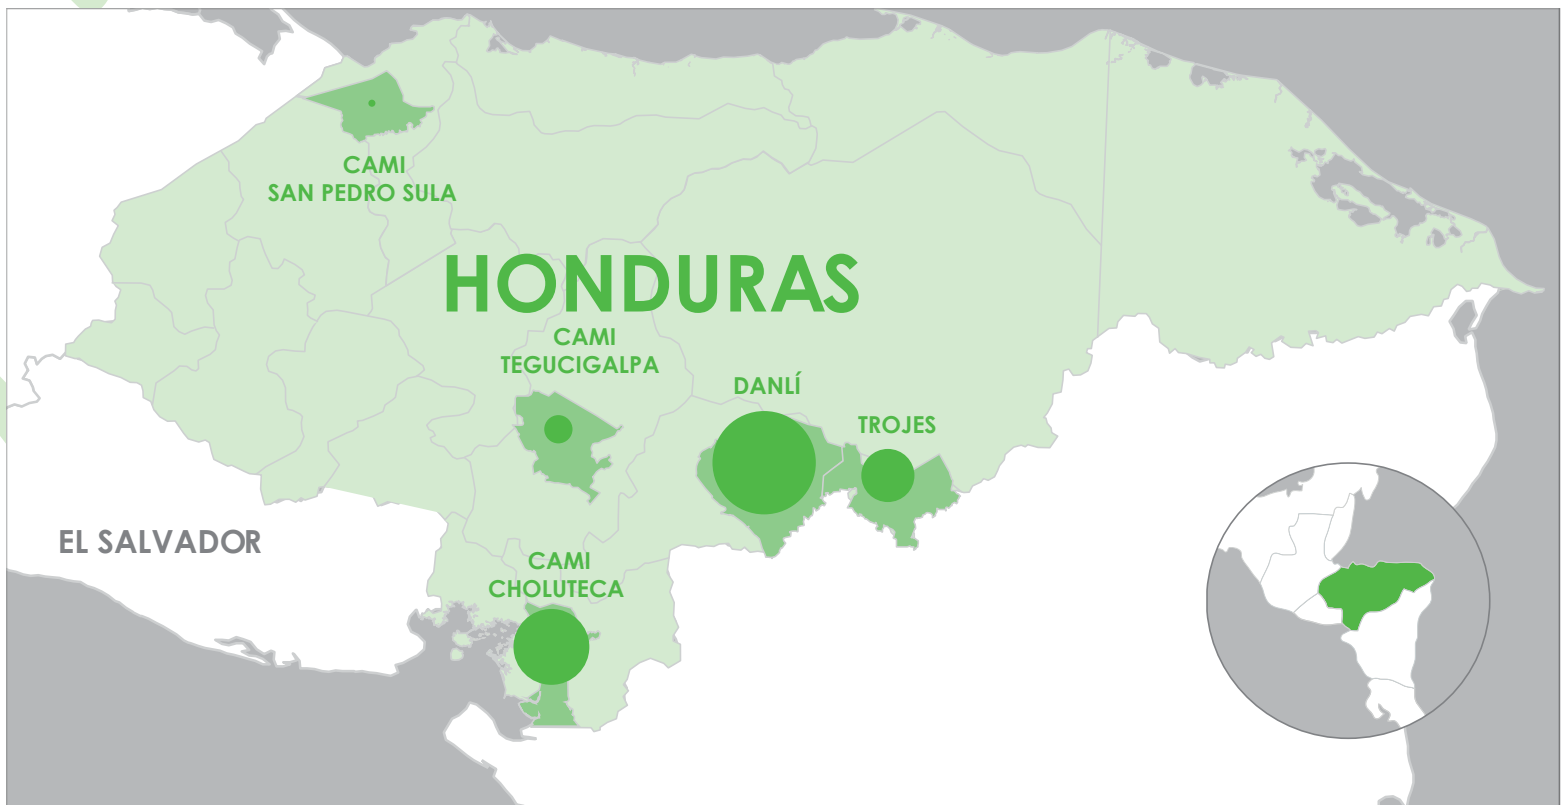 CAMI
SAN PEDRO SULA
HONDURAS
CAMI
TEGUCIGALPA
DANLÍ
TROJES
EL SALVADOR
CAMI
CHOLUTECA